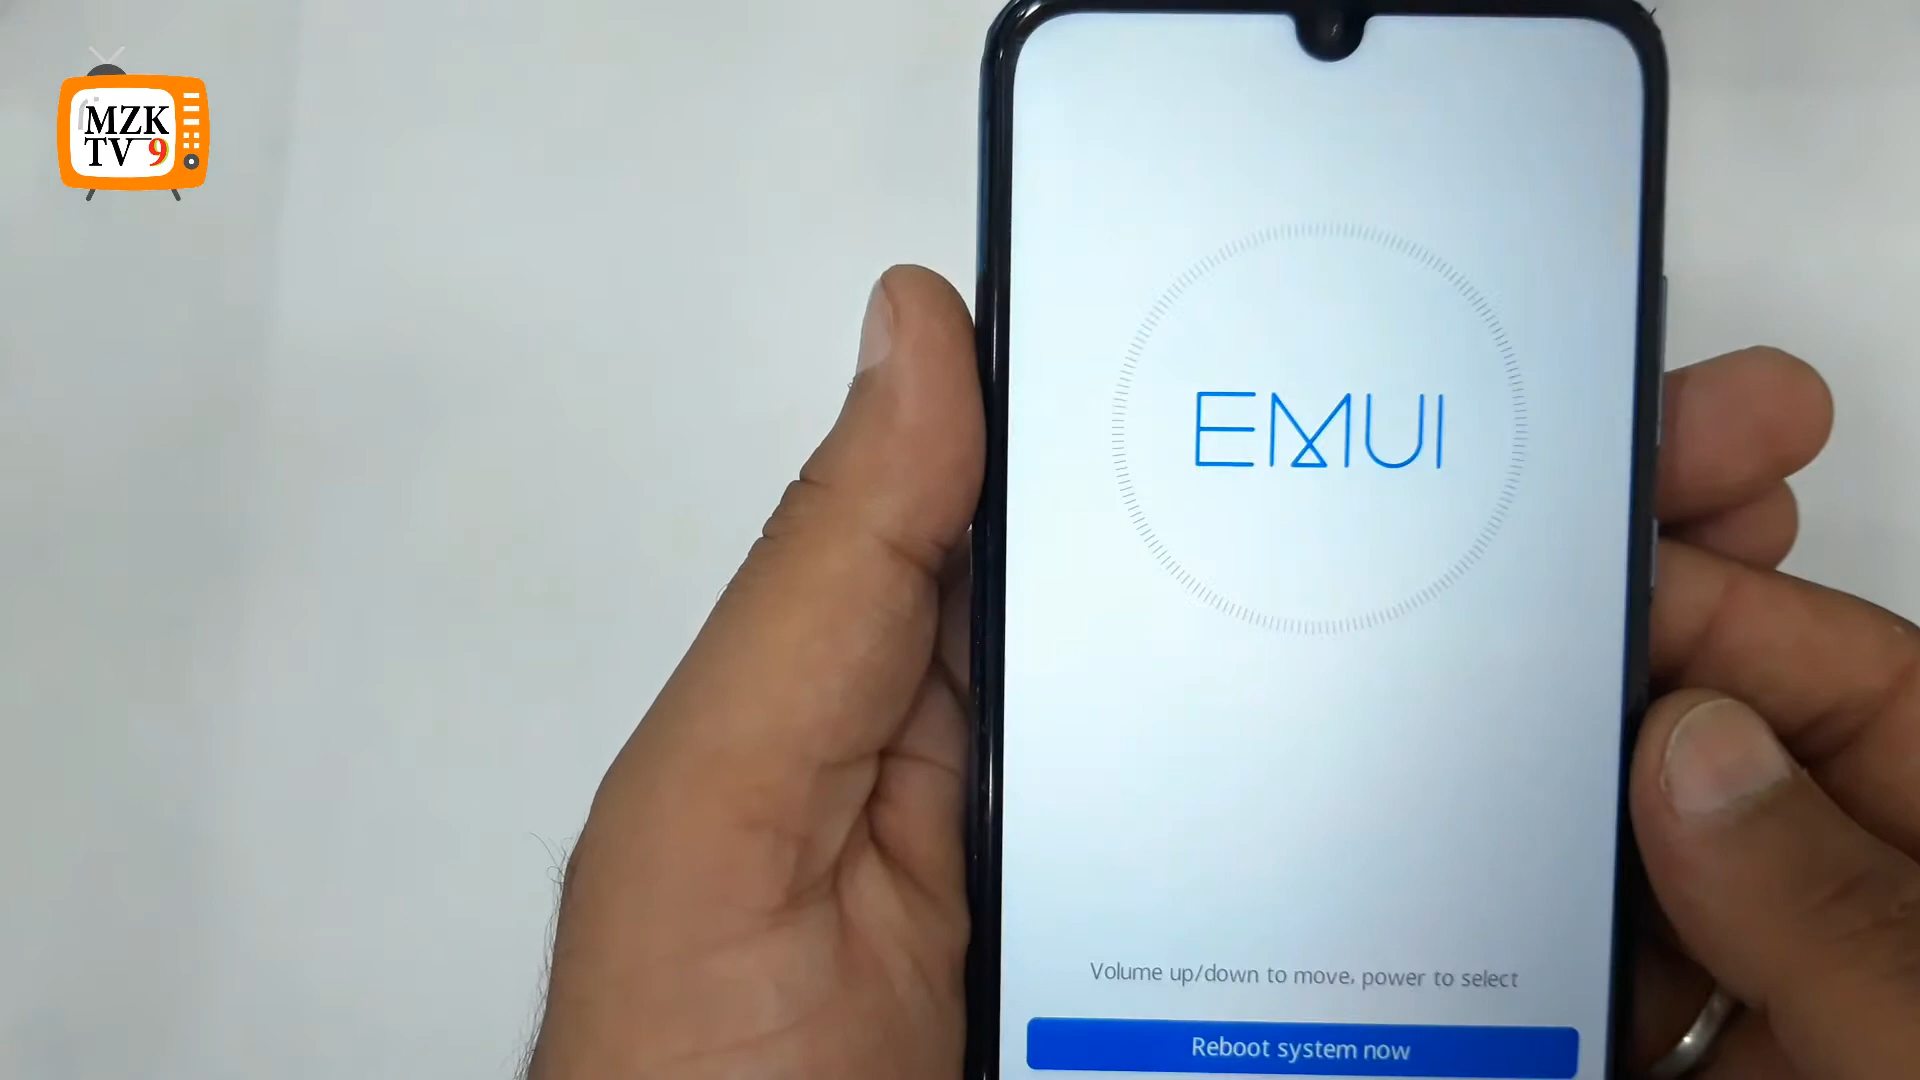 MZK
TV 9
EMUI
Volume up/down to move, power to select
Reboot system now